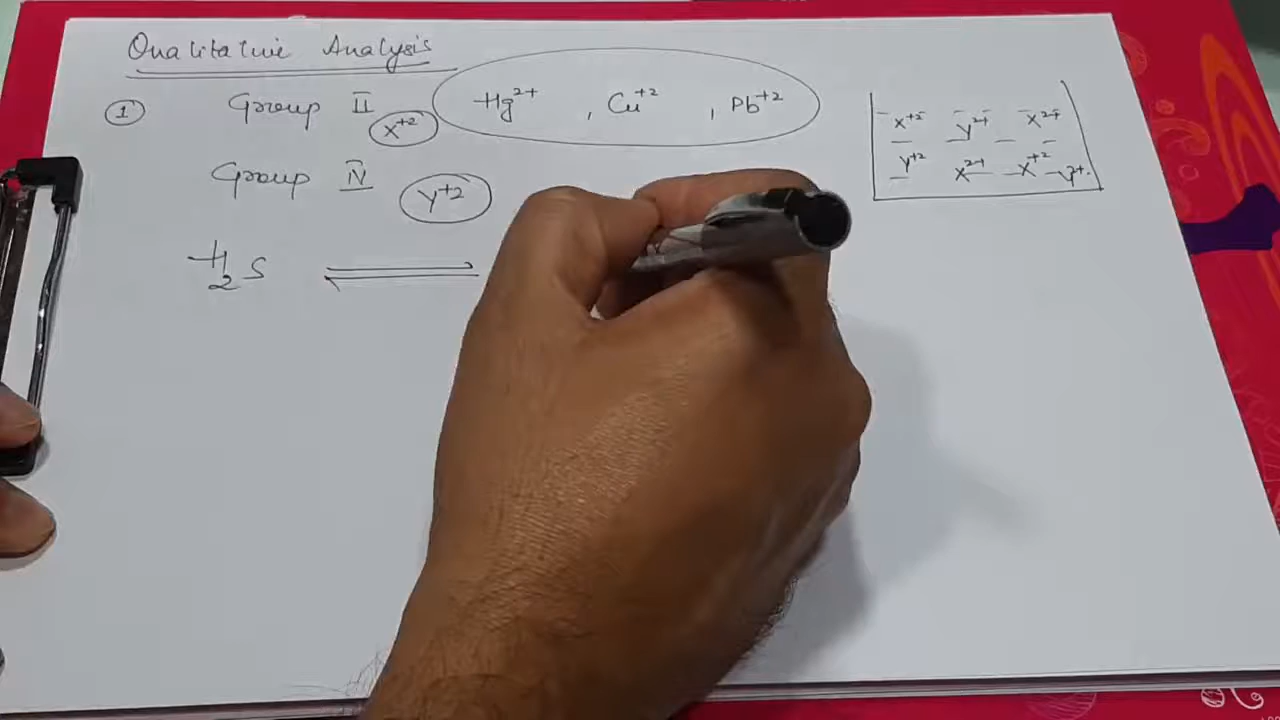 Qualitative Analysis
① Group II Hg²⁺ , Cu⁺² , Pb⁺²
x⁺²
Group IV y⁺²
H₂S ⇌
x⁺² y²⁺ x²⁺
y⁺² x²⁺ x⁺² y²⁺